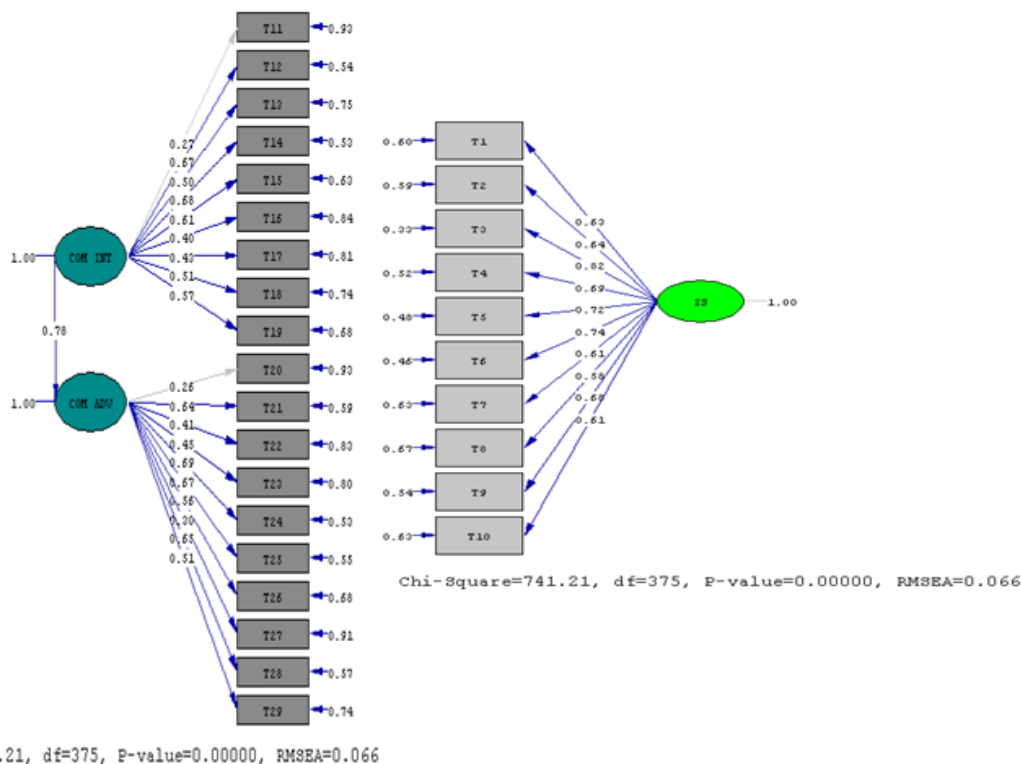 T11
0.93
T12
0.54
T13
0.75
T14
0.53
T15
0.63
T16
0.84
T17
0.81
T18
0.74
T19
0.68
T20
0.93
T21
0.59
T22
0.83
T23
0.80
T24
0.53
T25
0.55
T26
0.68
T27
0.91
T28
0.57
T29
0.74
0.27
0.67
0.50
0.68
0.61
0.40
0.43
0.51
0.57
1.00
COM INT
0.78
1.00
COM ADV
0.26
0.64
0.41
0.45
0.69
0.67
0.56
0.30
0.65
0.51
.21, df=375, P-value=0.00000, RMSEA=0.066
0.60
T1
0.59
T2
0.33
T3
0.52
T4
0.48
T5
0.46
T6
0.63
T7
0.67
T8
0.54
T9
0.63
T10
0.63
0.64
0.82
0.69
0.72
0.74
0.61
0.58
0.68
0.61
IS
1.00
Chi-Square=741.21, df=375, P-value=0.00000, RMSEA=0.066